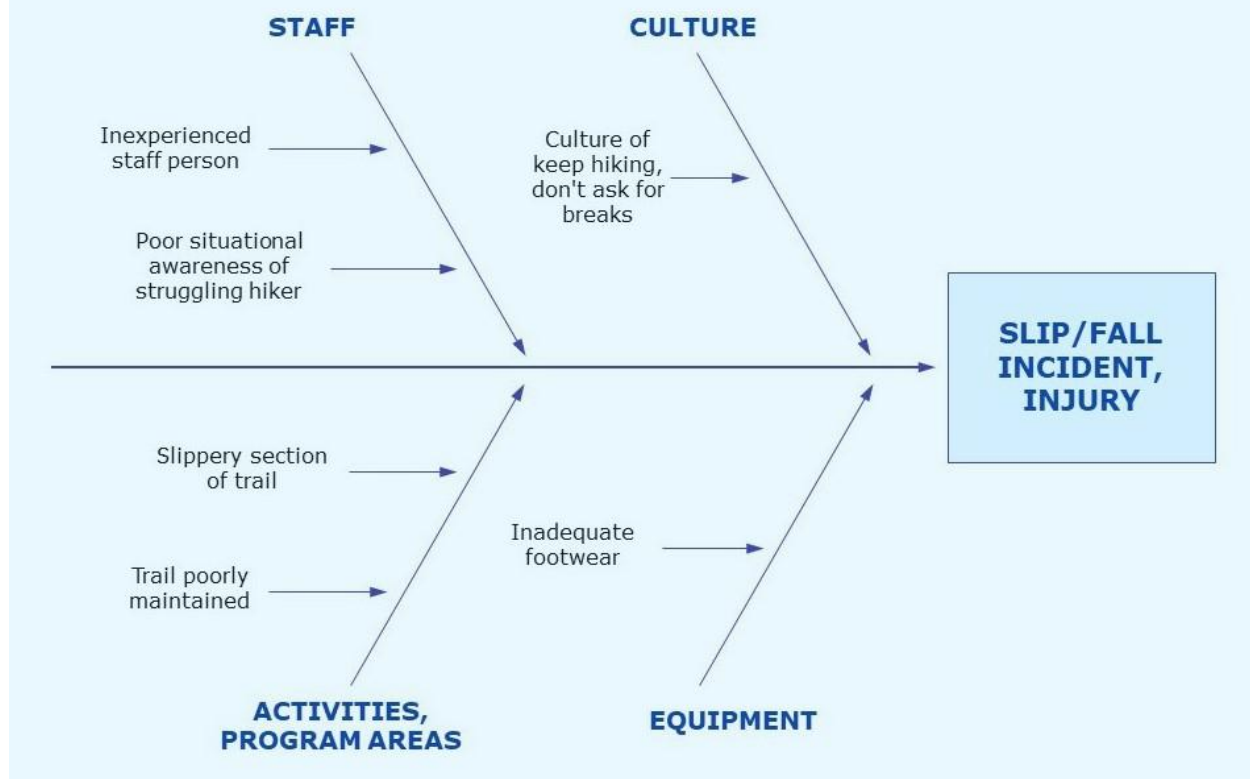 STAFF
CULTURE
Inexperienced
staff person
Culture of
keep hiking,
don't ask for
breaks
Poor situational
awareness of
struggling hiker
SLIP/FALL
INCIDENT,
INJURY
Slippery section
of trail
Inadequate
footwear
Trail poorly
maintained
ACTIVITIES,
PROGRAM AREAS
EQUIPMENT